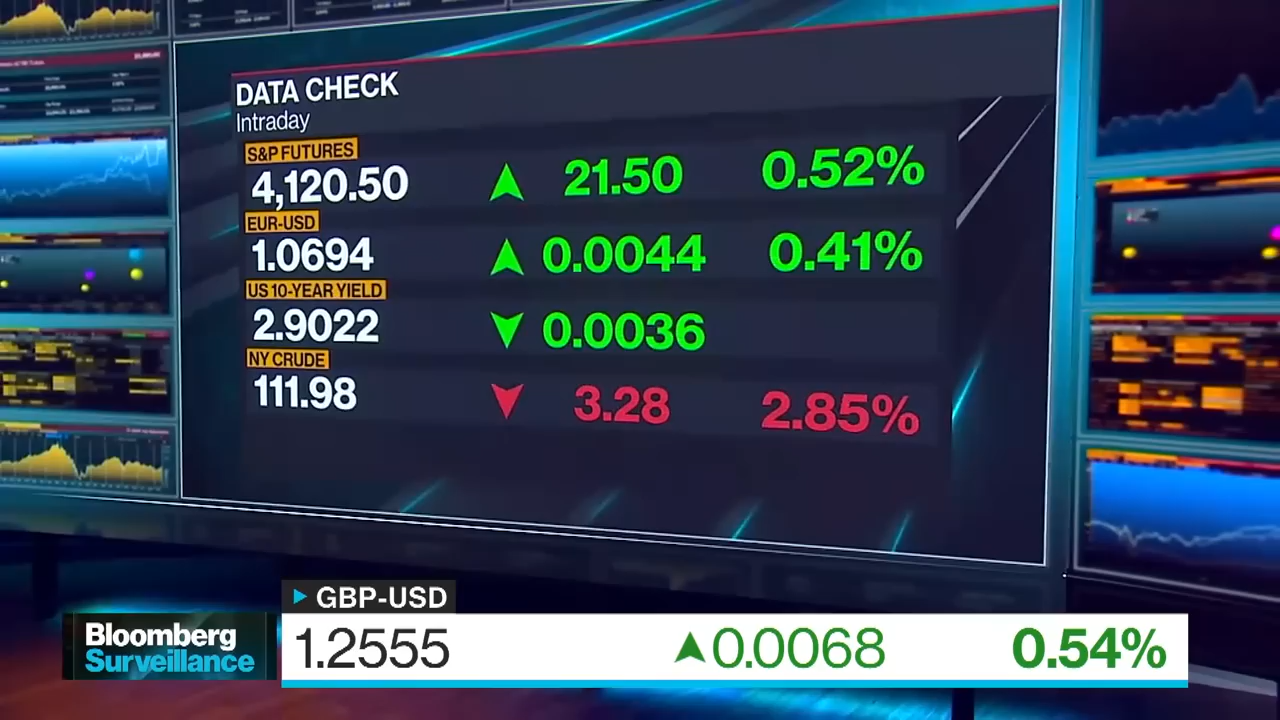 DATA CHECK
Intraday
S&P FUTURES
4,120.50 ▲ 21.50 0.52%
EUR-USD
1.0694 ▲ 0.0044 0.41%
US 10-YEAR YIELD
2.9022 ▼ 0.0036
NY CRUDE
111.98 ▼ 3.28 2.85%
GBP-USD
Bloomberg
Surveillance
1.2555 ▲ 0.0068 0.54%